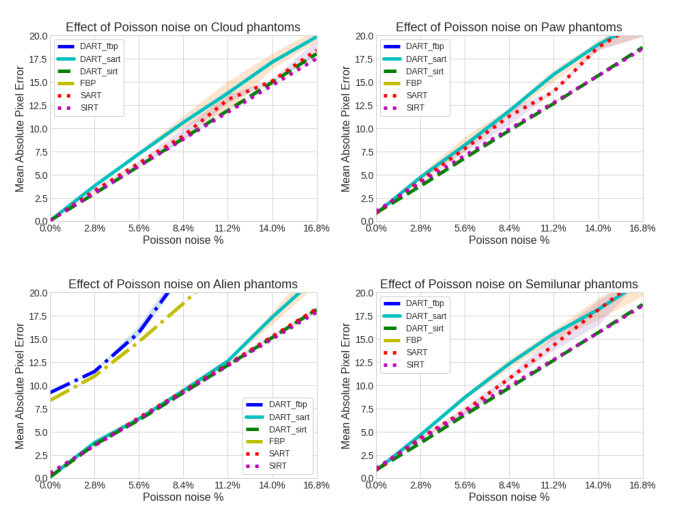 Effect of Poisson noise on Cloud phantoms
Mean Absolute Pixel Error
20.0
17.5
15.0
12.5
10.0
7.5
5.0
2.5
0.0
DART_fbp
DART_sart
DART_sirt
FBP
SART
SIRT
0.0% 2.8% 5.6% 8.4% 11.2% 14.0% 16.8%
Poisson noise %
Effect of Poisson noise on Paw phantoms
Mean Absolute Pixel Error
20.0
17.5
15.0
12.5
10.0
7.5
5.0
2.5
0.0
DART_fbp
DART_sart
DART_sirt
FBP
SART
SIRT
0.0% 2.8% 5.6% 8.4% 11.2% 14.0% 16.8%
Poisson noise %
Effect of Poisson noise on Alien phantoms
Mean Absolute Pixel Error
20.0
17.5
15.0
12.5
10.0
7.5
5.0
2.5
0.0
DART_fbp
DART_sart
DART_sirt
FBP
SART
SIRT
0.0% 2.8% 5.6% 8.4% 11.2% 14.0% 16.8%
Poisson noise %
Effect of Poisson noise on Semilunar phantoms
Mean Absolute Pixel Error
20.0
17.5
15.0
12.5
10.0
7.5
5.0
2.5
0.0
DART_fbp
DART_sart
DART_sirt
FBP
SART
SIRT
0.0% 2.8% 5.6% 8.4% 11.2% 14.0% 16.8%
Poisson noise %